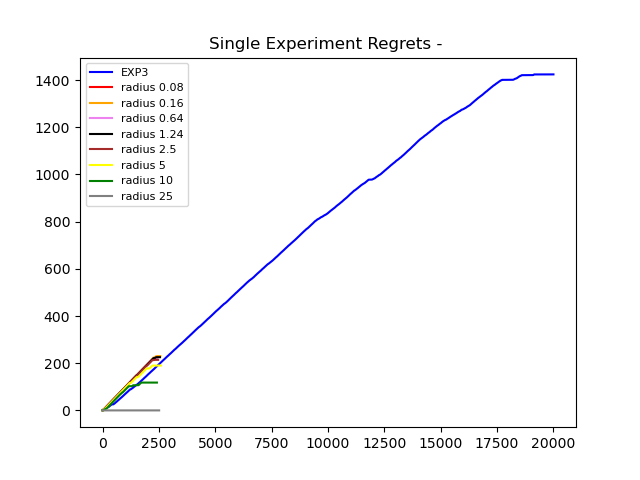 Single Experiment Regrets -
EXP3
radius 0.08
radius 0.16
radius 0.64
radius 1.24
radius 2.5
radius 5
radius 10
radius 25
1400
1200
1000
800
600
400
200
0
0 2500 5000 7500 10000 12500 15000 17500 20000